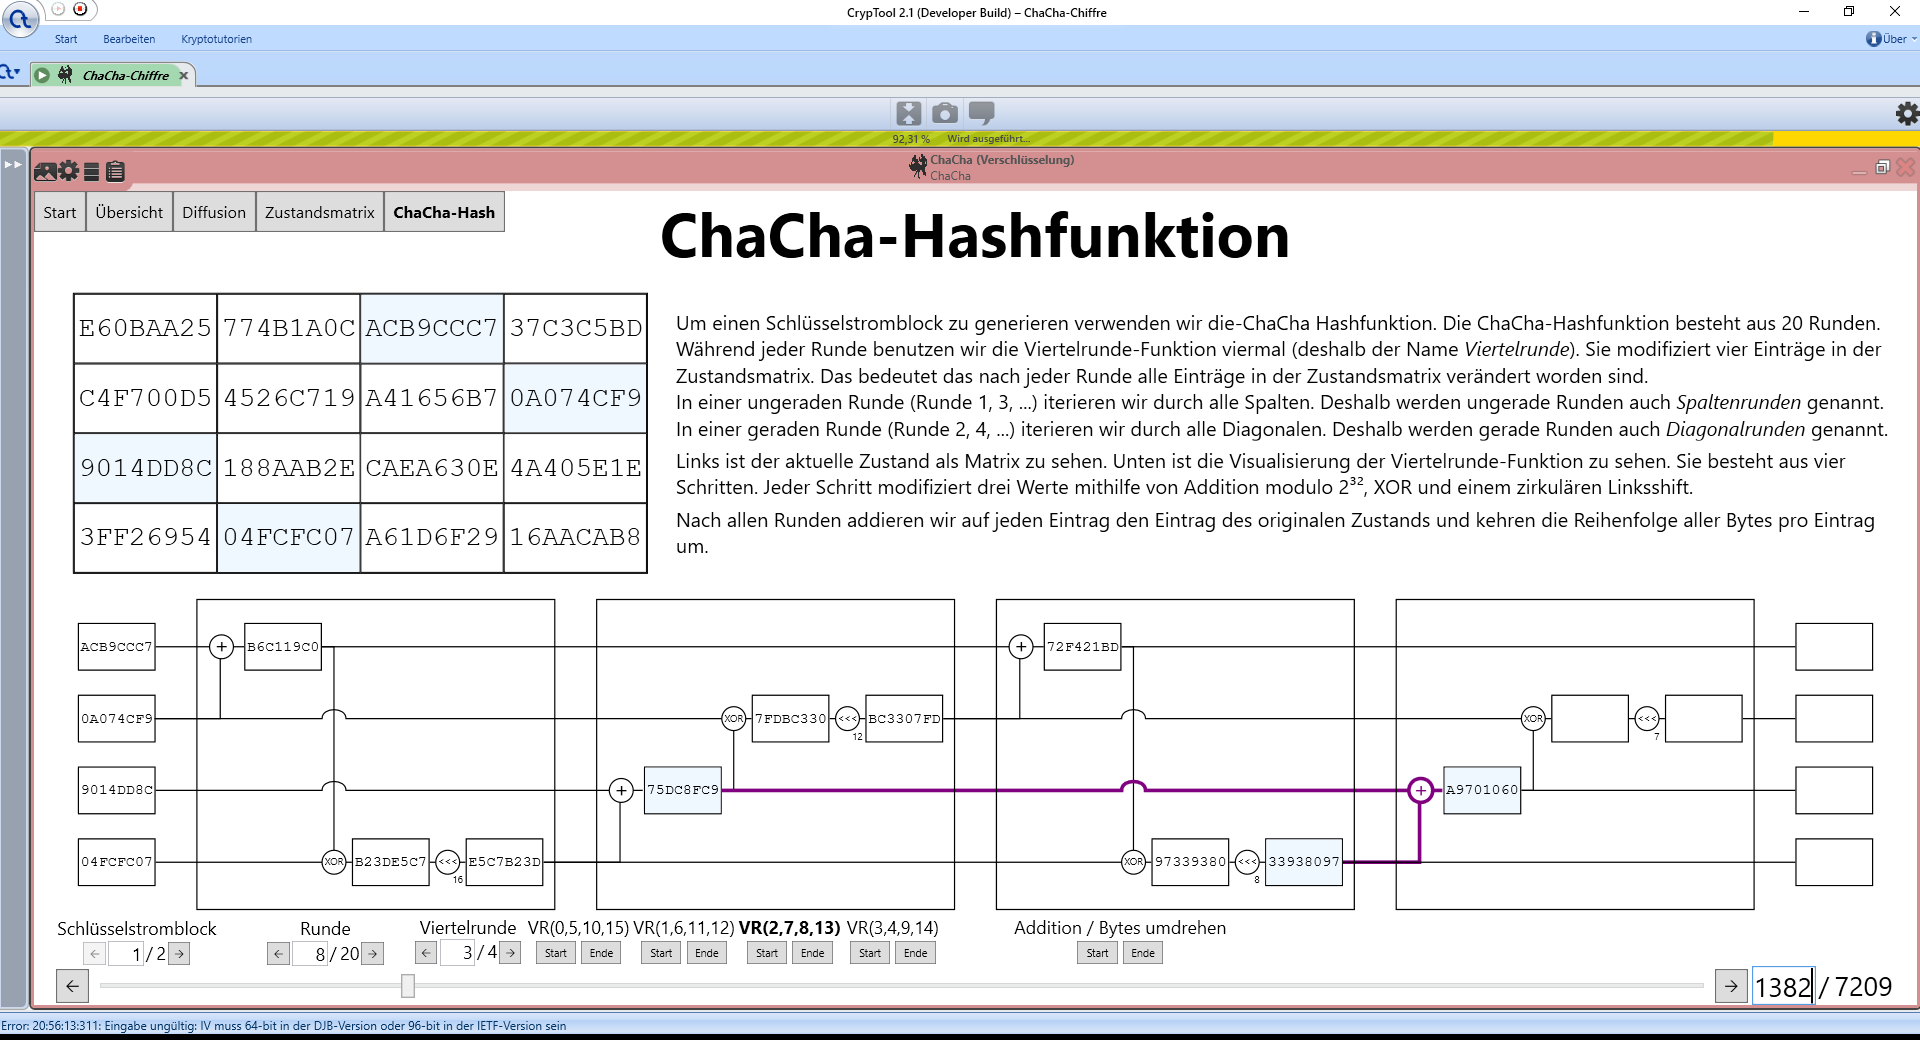 CrypTool 2.1 (Developer Build) – ChaCha-Chiffre
Start Bearbeiten Kryptotutorien
Über
ChaCha-Chiffre
92,31 % Wird ausgeführt...
ChaCha (Verschlüsselung)
ChaCha
Start Übersicht Diffusion Zustandsmatrix ChaCha-Hash
ChaCha-Hashfunktion
E60BAA25 774B1A0C ACB9CCC7 37C3C5BD
C4F700D5 4526C719 A41656B7 0A074CF9
9014DD8C 188AAB2E CAEA630E 4A405E1E
3FF26954 04FCFC07 A61D6F29 16AACAB8
Um einen Schlüsselstromblock zu generieren verwenden wir die-ChaCha Hashfunktion. Die ChaCha-Hashfunktion besteht aus 20 Runden.
Während jeder Runde benutzen wir die Viertelrunde-Funktion viermal (deshalb der Name Viertelrunde). Sie modifiziert vier Einträge in der
Zustandsmatrix. Das bedeutet das nach jeder Runde alle Einträge in der Zustandsmatrix verändert worden sind.
In einer ungeraden Runde (Runde 1, 3, ...) iterieren wir durch alle Spalten. Deshalb werden ungerade Runden auch Spaltenrunden genannt.
In einer geraden Runde (Runde 2, 4, ...) iterieren wir durch alle Diagonalen. Deshalb werden gerade Runden auch Diagonalrunden genannt.
Links ist der aktuelle Zustand als Matrix zu sehen. Unten ist die Visualisierung der Viertelrunde-Funktion zu sehen. Sie besteht aus vier
Schritten. Jeder Schritt modifiziert drei Werte mithilfe von Addition modulo 2³², XOR und einem zirkulären Linksshift.
Nach allen Runden addieren wir auf jeden Eintrag den Eintrag des originalen Zustands und kehren die Reihenfolge aller Bytes pro Eintrag
um.
ACB9CCC7 + B6C119C0 + 72F421BD
0A074CF9 XOR 7FDBC330 <<< 12 BC3307FD XOR <<< 7
9014DD8C + 75DC8FC9 + A9701060
04FCFC07 XOR B23DE5C7 <<< 16 E5C7B23D XOR 97339380 <<< 8 33938097
Schlüsselstromblock Runde Viertelrunde VR(0,5,10,15) VR(1,6,11,12) VR(2,7,8,13) VR(3,4,9,14) Addition / Bytes umdrehen
← 1 / 2 → ← 8 / 20 → ← 3 / 4 → Start Ende Start Ende Start Ende Start Ende Start Ende
← → 1382 / 7209
Error: 20:56:13:311: Eingabe ungültig: IV muss 64-bit in der DJB-Version oder 96-bit in der IETF-Version sein